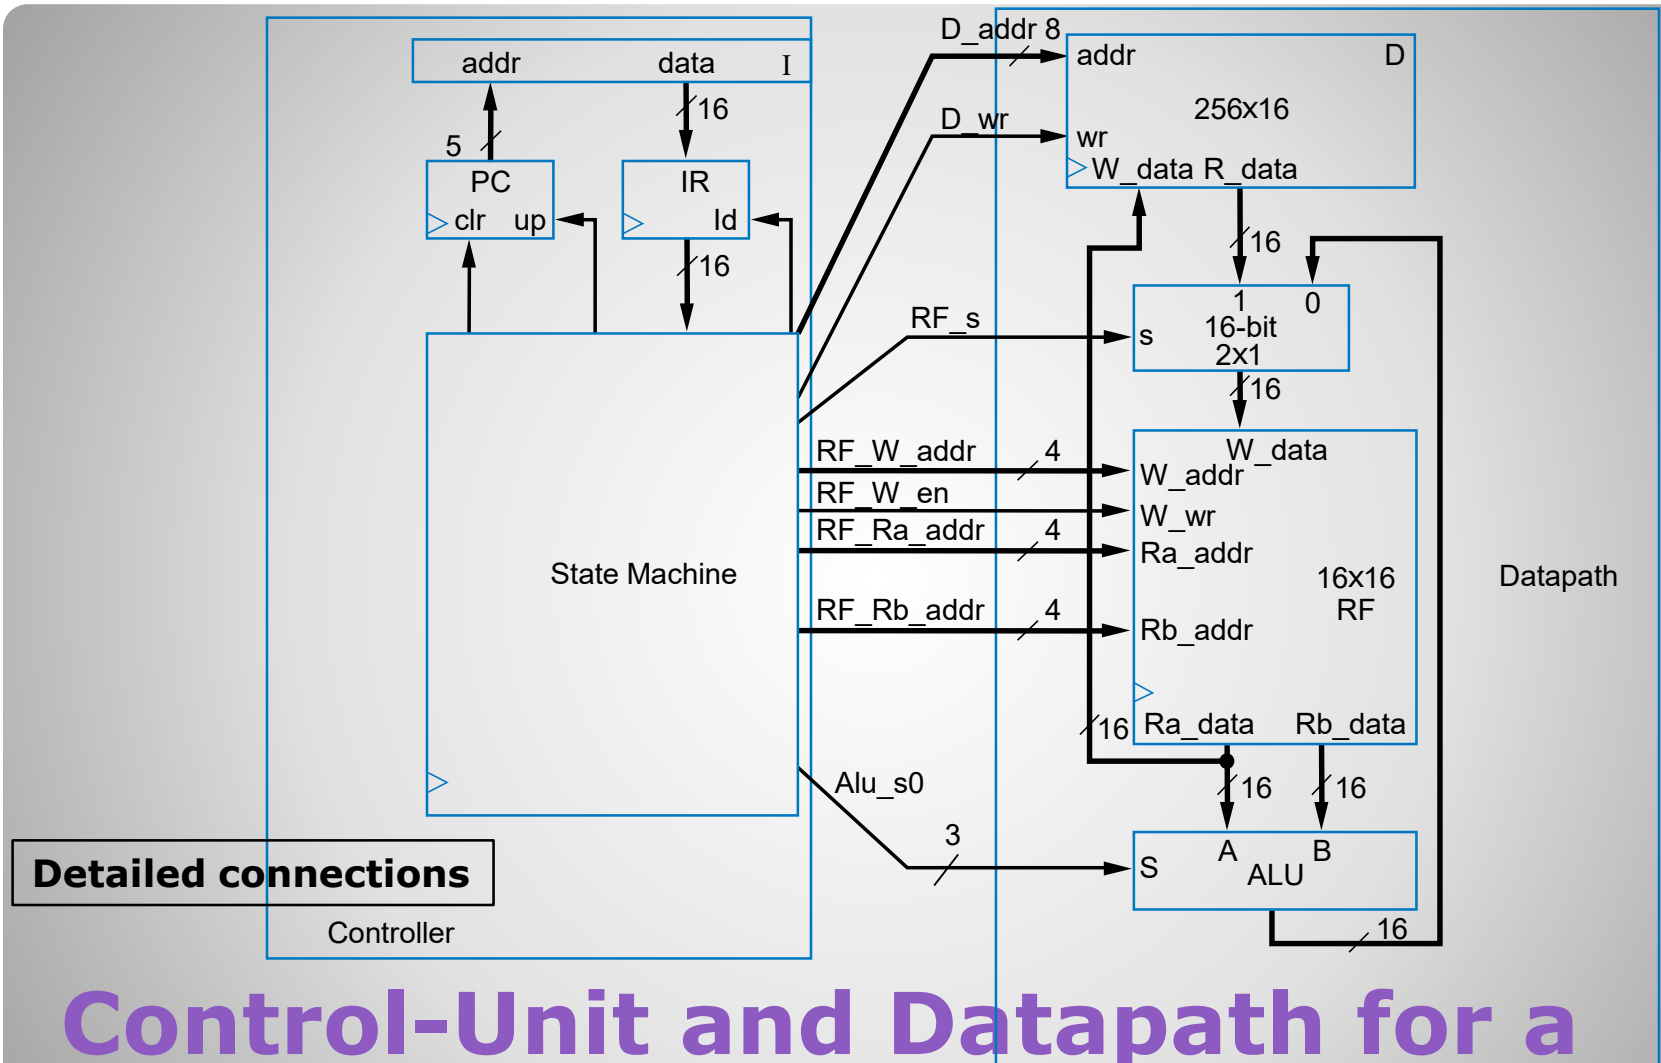 D_addr 8
addr data I
addr D
16
256x16
D_wr
wr
5
W_data R_data
PC
IR
clr up
ld
16
16
1 0
RF_s
16-bit
s
2x1
16
RF_W_addr 4
W_data
W_addr
RF_W_en
W_wr
RF_Ra_addr 4
Ra_addr
State Machine
16x16
RF
Datapath
RF_Rb_addr 4
Rb_addr
16
Ra_data Rb_data
Alu_s0
16 16
3
A B
S
ALU
Detailed connections
Controller
16
Control-Unit and Datapath for a